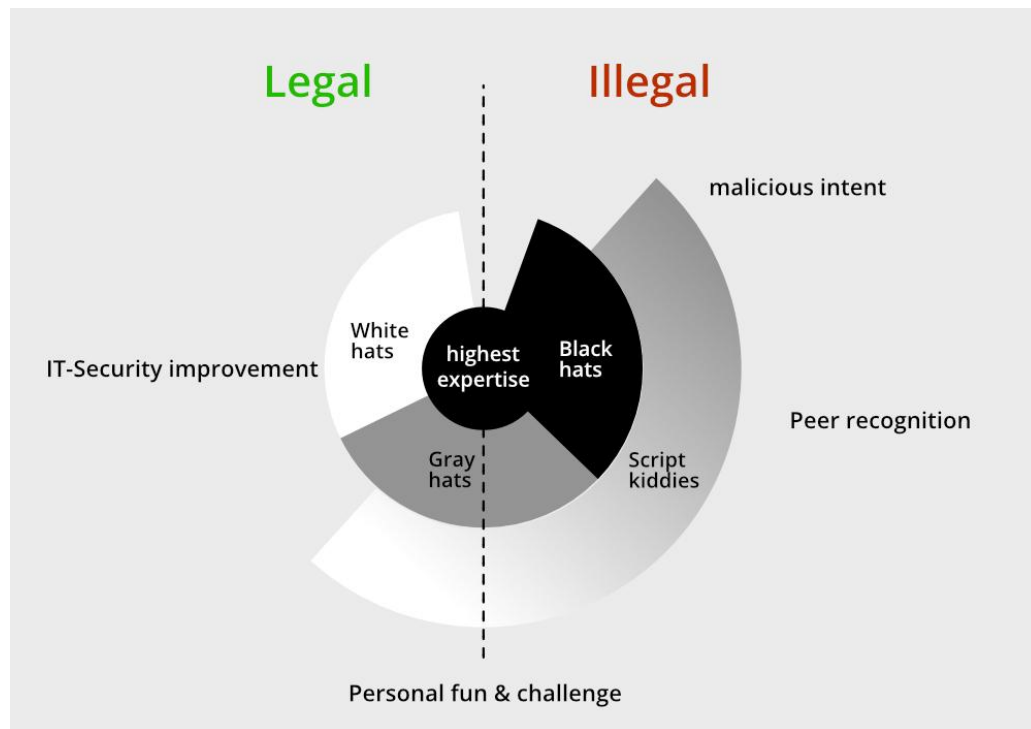 Legal
Illegal
malicious intent
White
hats
highest
expertise
Black
hats
IT-Security improvement
Peer recognition
Gray
hats
Script
kiddies
Personal fun & challenge